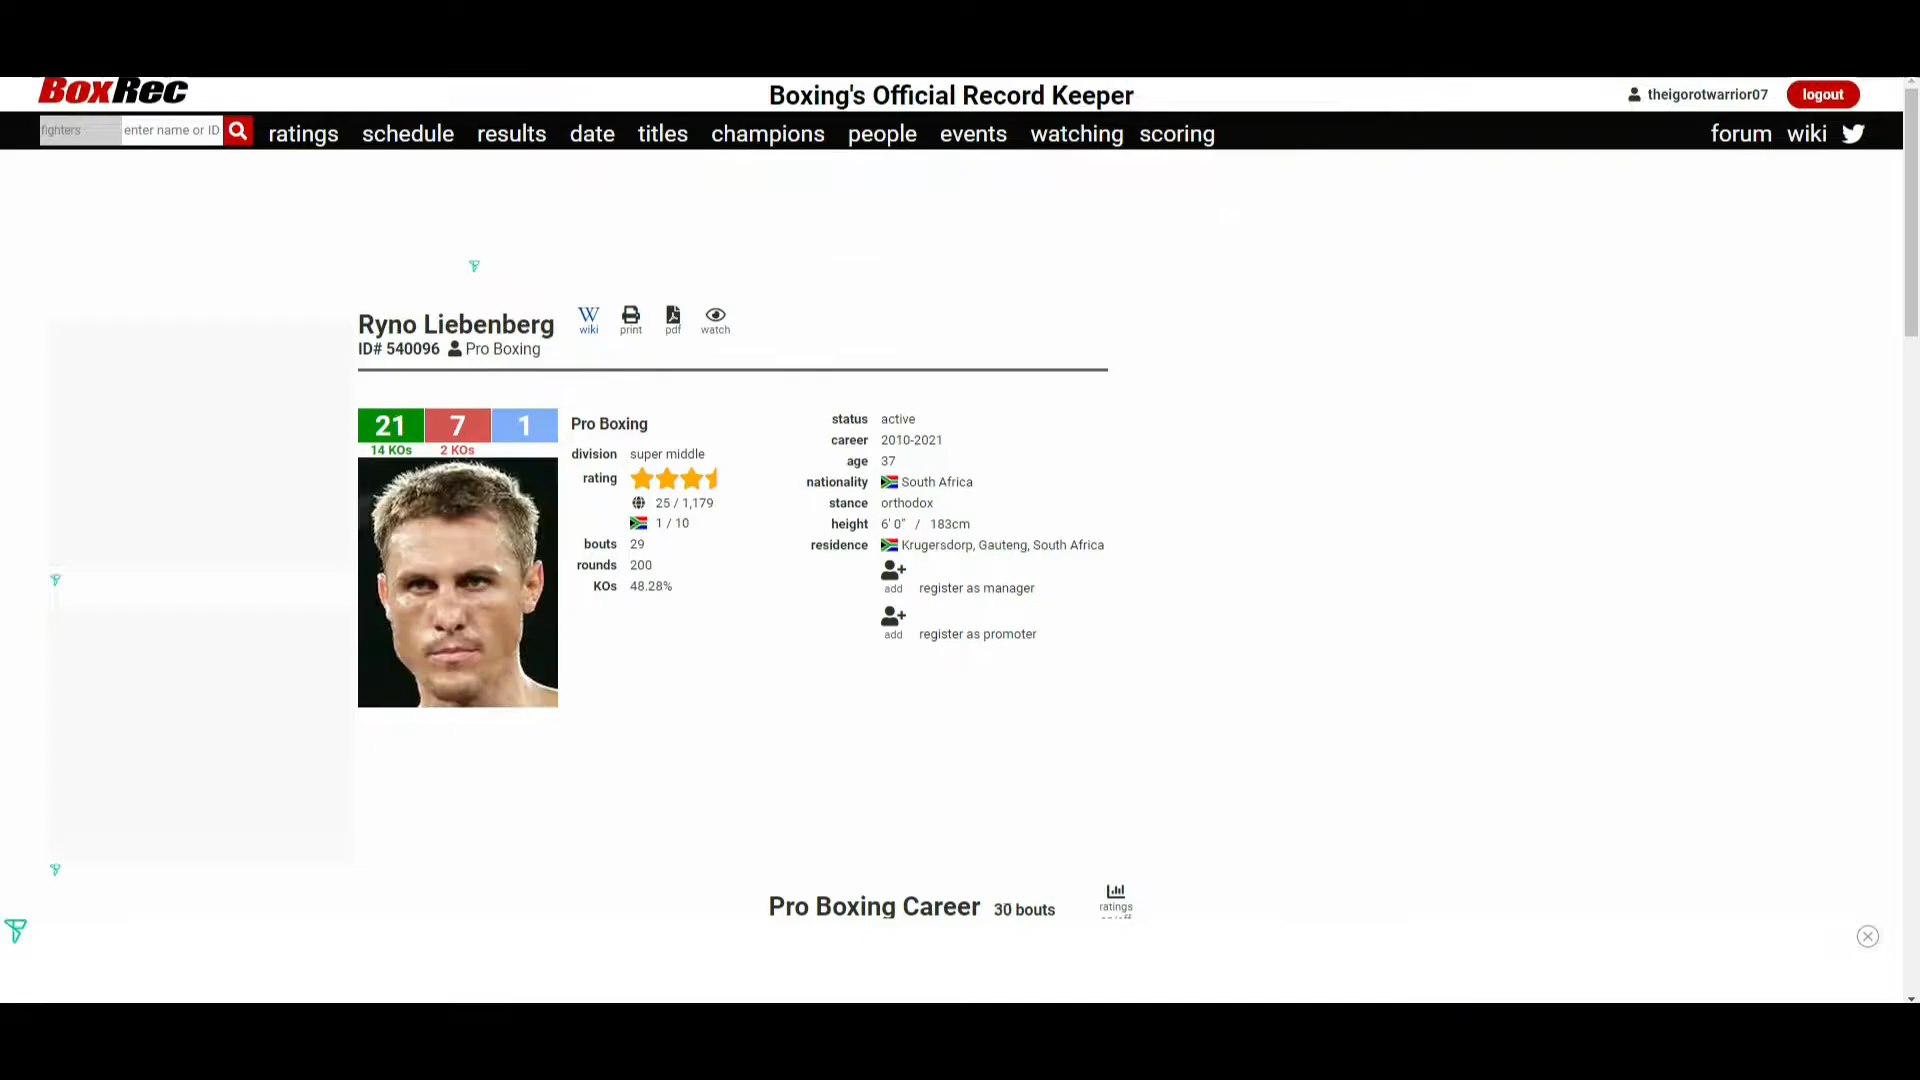 BoxRec
Boxing's Official Record Keeper
theigorotwarrior07
logout
fighters
enter name or ID
ratings schedule results date titles champions people events watching scoring
forum wiki
Ryno Liebenberg
wiki print pdf watch
ID# 540096 Pro Boxing
21 7 1
14 KOs 2 KOs
Pro Boxing
division super middle
rating
25 / 1,179
1 / 10
bouts 29
rounds 200
KOs 48.28%
status active
career 2010-2021
age 37
nationality South Africa
stance orthodox
height 6' 0" / 183cm
residence Krugersdorp, Gauteng, South Africa
add register as manager
add register as promoter
Pro Boxing Career 30 bouts
ratings